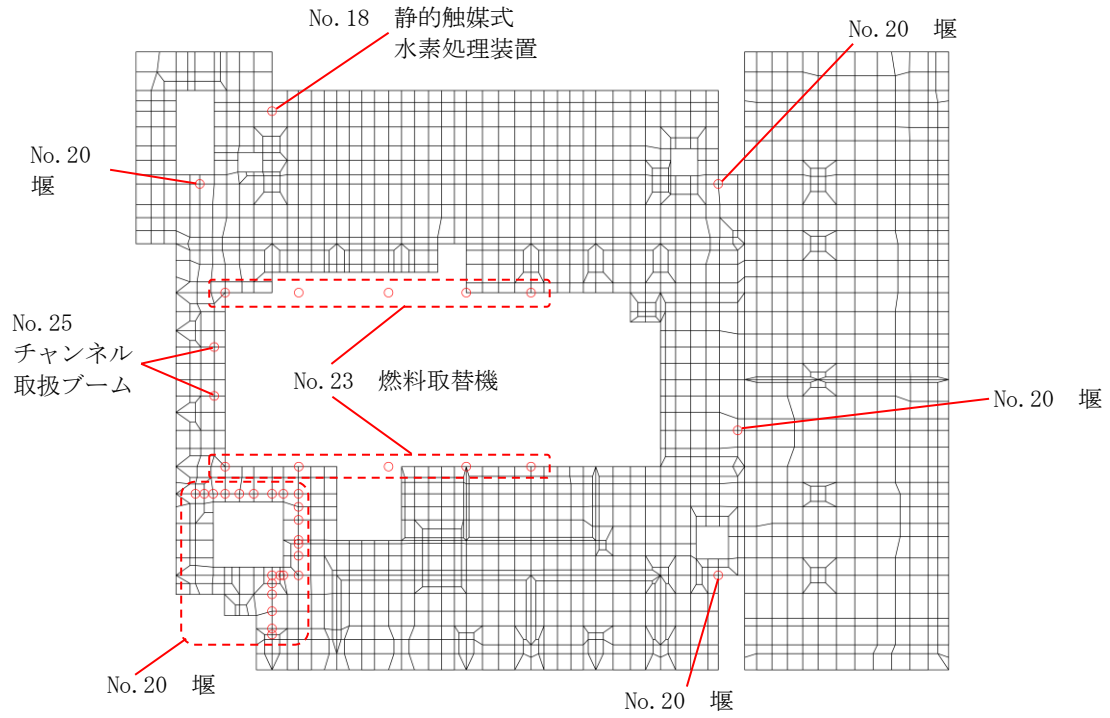 No.18 静的触媒式
水素処理装置
No.20 堰
No.20
堰
No.25
チャンネル
取扱ブーム
No.23 燃料取替機
No.20 堰
No.20 堰
No.20 堰